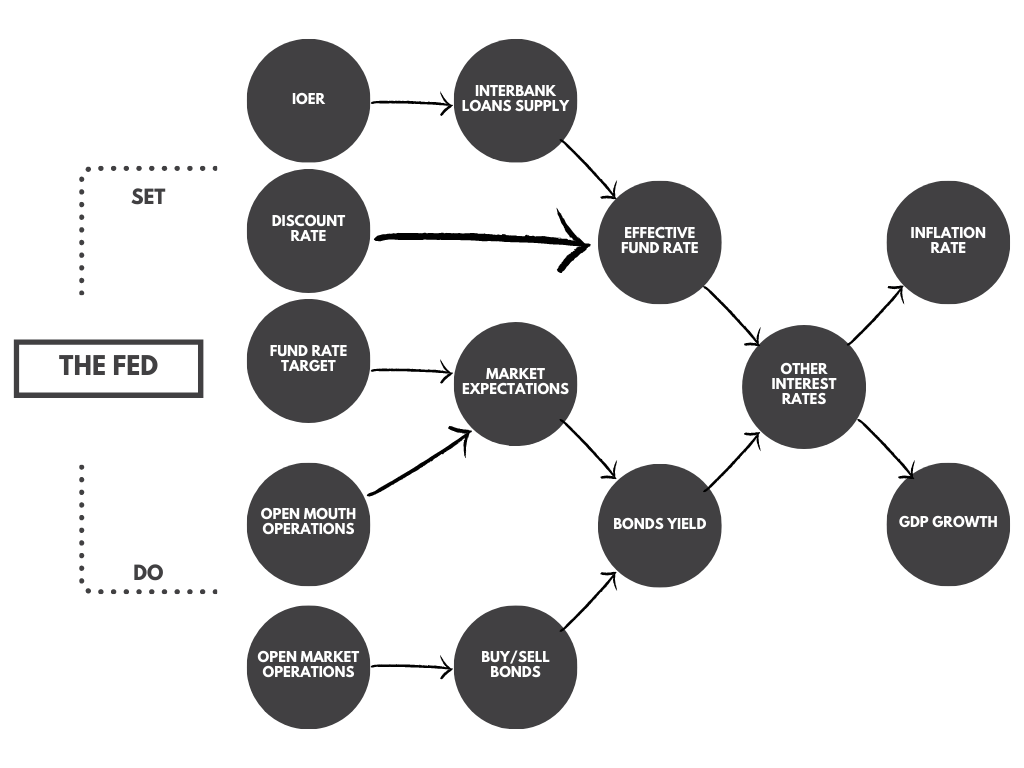 IOER
INTERBANK
LOANS SUPPLY
SET
DISCOUNT
RATE
EFFECTIVE
FUND RATE
INFLATION
RATE
THE FED
FUND RATE
TARGET
MARKET
EXPECTATIONS
OTHER
INTEREST
RATES
OPEN MOUTH
OPERATIONS
BONDS YIELD
GDP GROWTH
DO
OPEN MARKET
OPERATIONS
BUY/SELL
BONDS